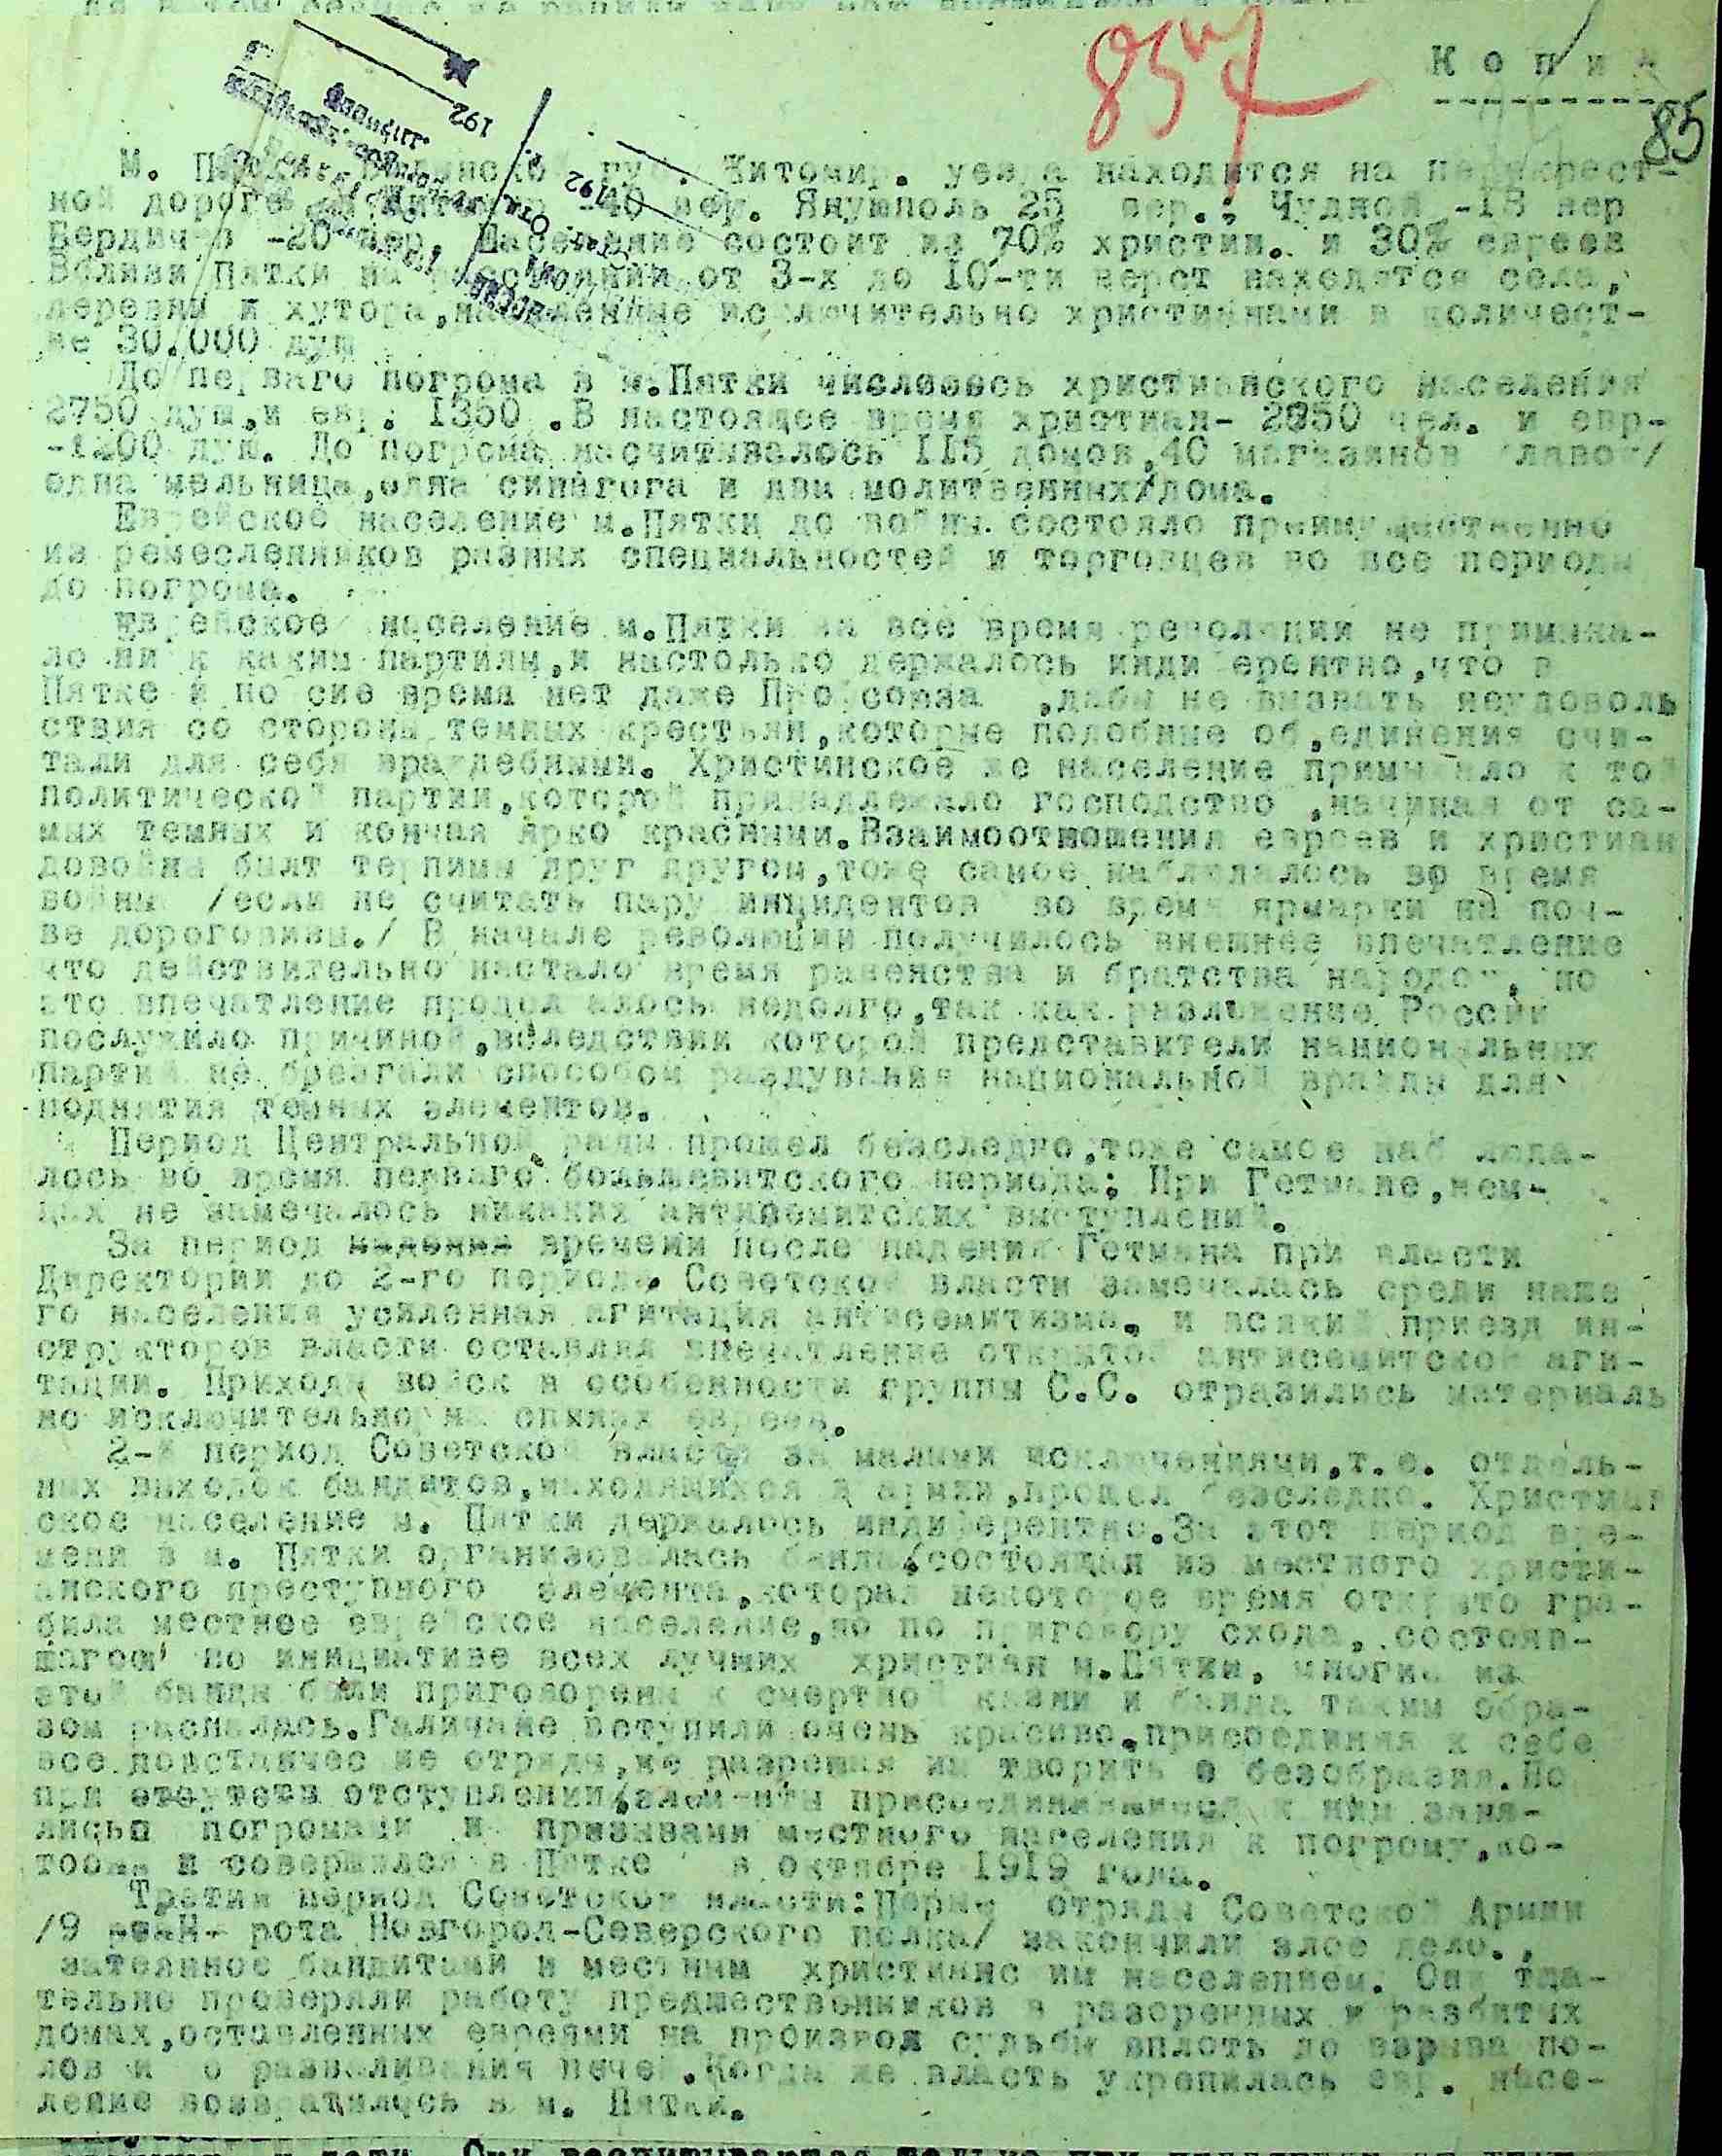 85
К о п и я
85
М. Пятки Волынской губ. Житомир. уезда находится на перекрест-
ной дороге Житомир -40 вер. Янушполь 25 вер.; Чуднов -18 вер
Бердичев -20 вер. Население состоит из 70% христин. и 30% евреев
Вблизи Пятки на расстоянии от 3-х до 10-ти верст находятся села,
деревни и хутора,населенные исключительно христианами в количест-
ве 30.000 душ
До перваго погрома в м.Пятки числилось христианского населения
2750 душ,и евр. 1350 .В настоящее время христиан- 2850 чел. и евр-
-1200 душ. До погрома насчитывалось 115 домов,40 магазинов лавок/
одна мельница,одна синагога и два молитвенных дома.
Еврейское население м.Пятки до войны состояло преимущественно
из ремесленников разних специальностей и торговцев во все периоды
до погрома.
Еврейское население м.Пятки за все время революции не примыка-
ло ни к каким партиям,и настолько держалось индиферентно,что в
Пятке и по сие время нет даже Профсоюза ,дабы не вызвать неудоволь
ствия со стороны темных крестьян,которые подобные об,единения счи-
тали для себя враждебными. Христинское же население примыкало к той
политической партии,которой принадлежало господство ,начиная от са-
мых темных и кончая ярко красными.Взаимоотношения евреев и христиан
довойны быт терпимы друг другом,тоже самое наблюдалось во время
войны /если не считать пару инцидентов во время ярмарки на поч-
ве дороговизы./ В начале революции получилось внешнее впечатление
что действительно настало время равенства и братства народов, но
это впечатление продолжалось недолго,так как разложение России
послужило причиной,вследствии которой представители национальных
партий не брезгали способом раздувания национальной вражды для
поднятия темных элементов.
Период Центральной рады прошел безследно,тоже самое наблюда-
лось во время перваго большевитского периода; При Гетмане,нем-
цах не замечалось никаких антисемитских выступлений.
За период времени после падения Гетмана при власти
Директории до 2-го периода Советской власти замечалась среди наше
го населения усиленная агитация антисемитизма, и всякий приезд ин-
структоров власти оставлял впечатление открытой антисемитской аги-
тации. Приходы войск в особенности группы С.С. отразились материаль
но исключительно на спинах евреев.
2-й период Советской власти за малыми исключениями,т.е. отдель-
ных выходок бандитов,находящихся в армии,прошел безследно. Христиан
ское население м. Пятки держалось индиферентно.За этот период вре-
мени в м. Пятки организовалась банда,состоящая из местного христи-
анского преступного элемента,которая некоторое время открыто гра-
била местное еврейское население,но по приговору схода, состояв-
шагося по инициативе всех лучших христиан м.Пятки, многие из
этой банды были приговорены к смертной казни и банда таким обра-
зом распалась.Галичане вступили очень красиво,присоединяя к себе
все повстанческие отряды,не разрешая им творить безобразия.Но
при отступлении,элементы присоединившиеся к ним заня-
лись погромами и призывами местного населения к погрому,ко-
торый и совершился в Пятке в октябре 1919 года.
Третий период Советской власти:Первые отряды Советской Армии
/9 рота Новгород-Северского полка/ закончили злое дело.,
затеянное бандитами и местным христианским населением. Они тща-
тельно проверяли работу предшественников в разоренных и разбитых
домах,оставленных евреями на произвол судьбы вплоть до взрыва по-
лов и разваливания печей.Когда же власть укрепилась евр. насе-
ление возвратилусь в м. Пятки.